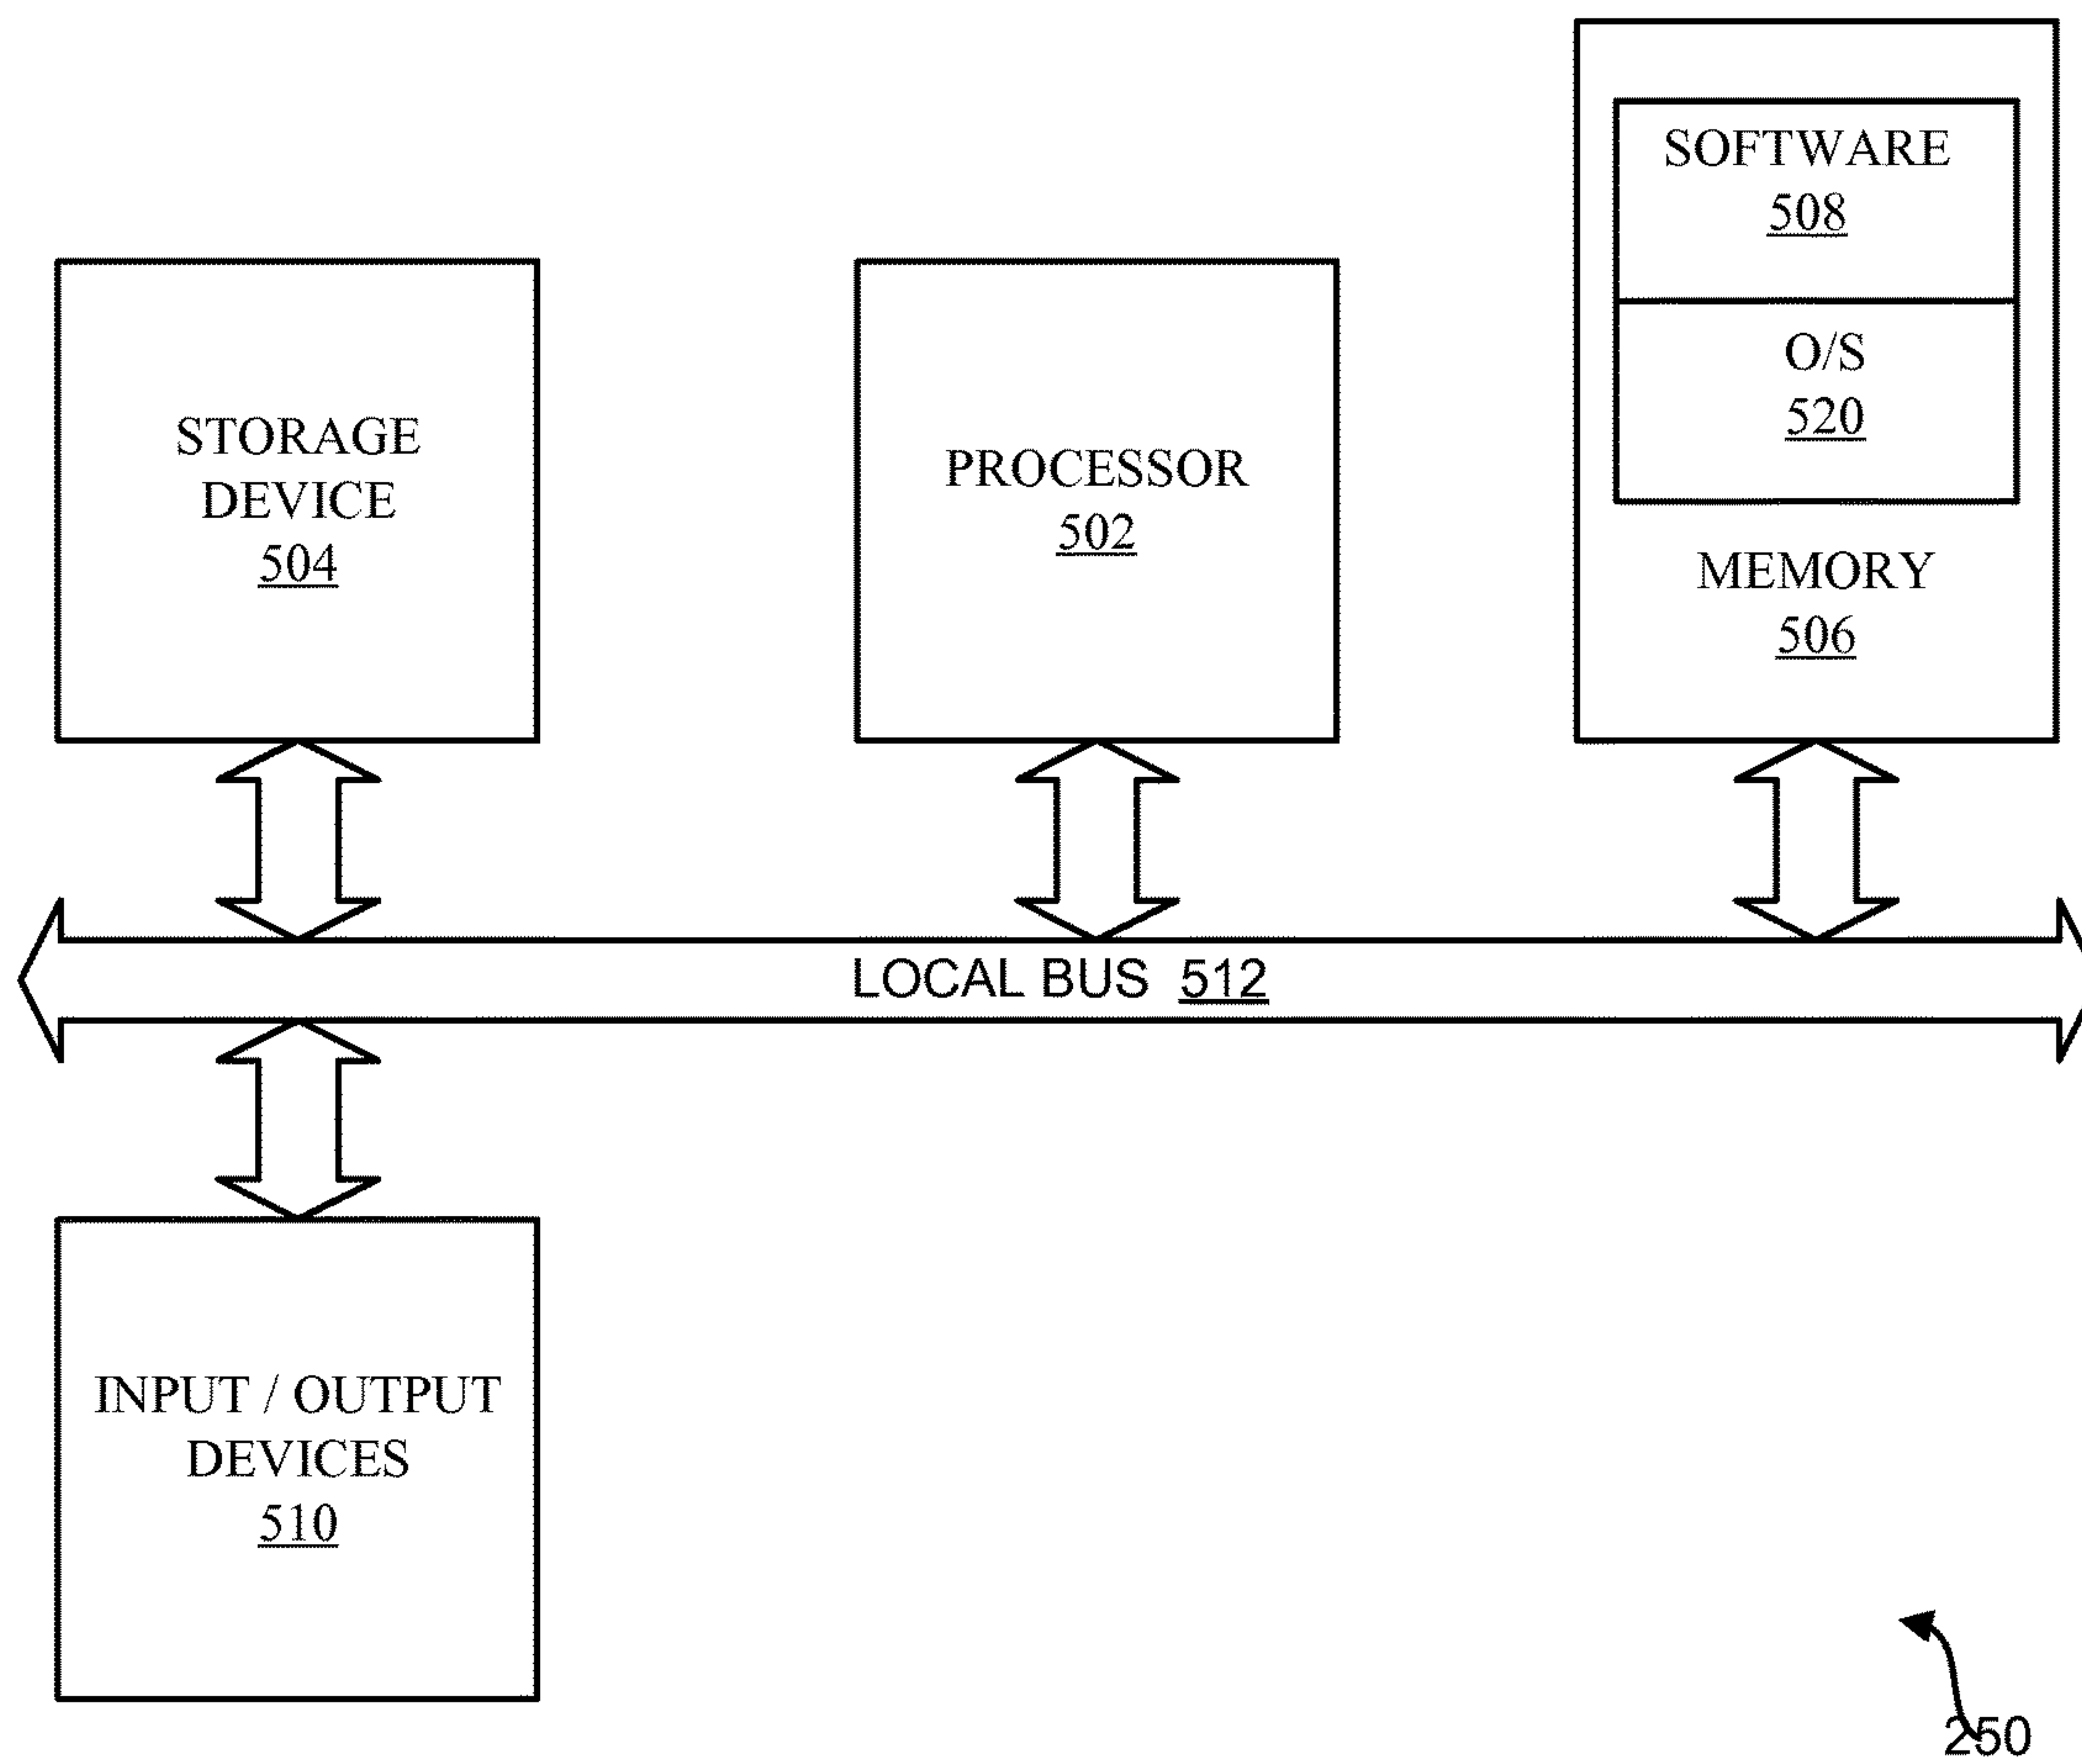 SOFTWARE
508
O/S
520
MEMORY
506
STORAGE
DEVICE
504
PROCESSOR
502
LOCAL BUS 512
INPUT / OUTPUT
DEVICES
510
250